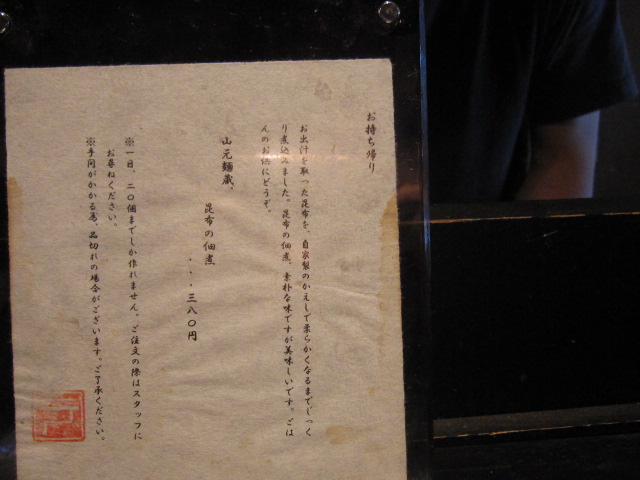 お持ち帰り
お出汁を取った昆布を、自家製のかえしで柔らかくなるまでじっく
り煮込みました。昆布の佃煮、素朴な味ですが美味しいです。ごは
んのお供にどうぞ。
山元麺蔵、
昆布の佃煮
・・・三八〇円
※一日、二〇個までしか作れません。ご注文の際はスタッフに
お尋ねください。
※手間がかかる為、品切れの場合がございます。ご了承ください。